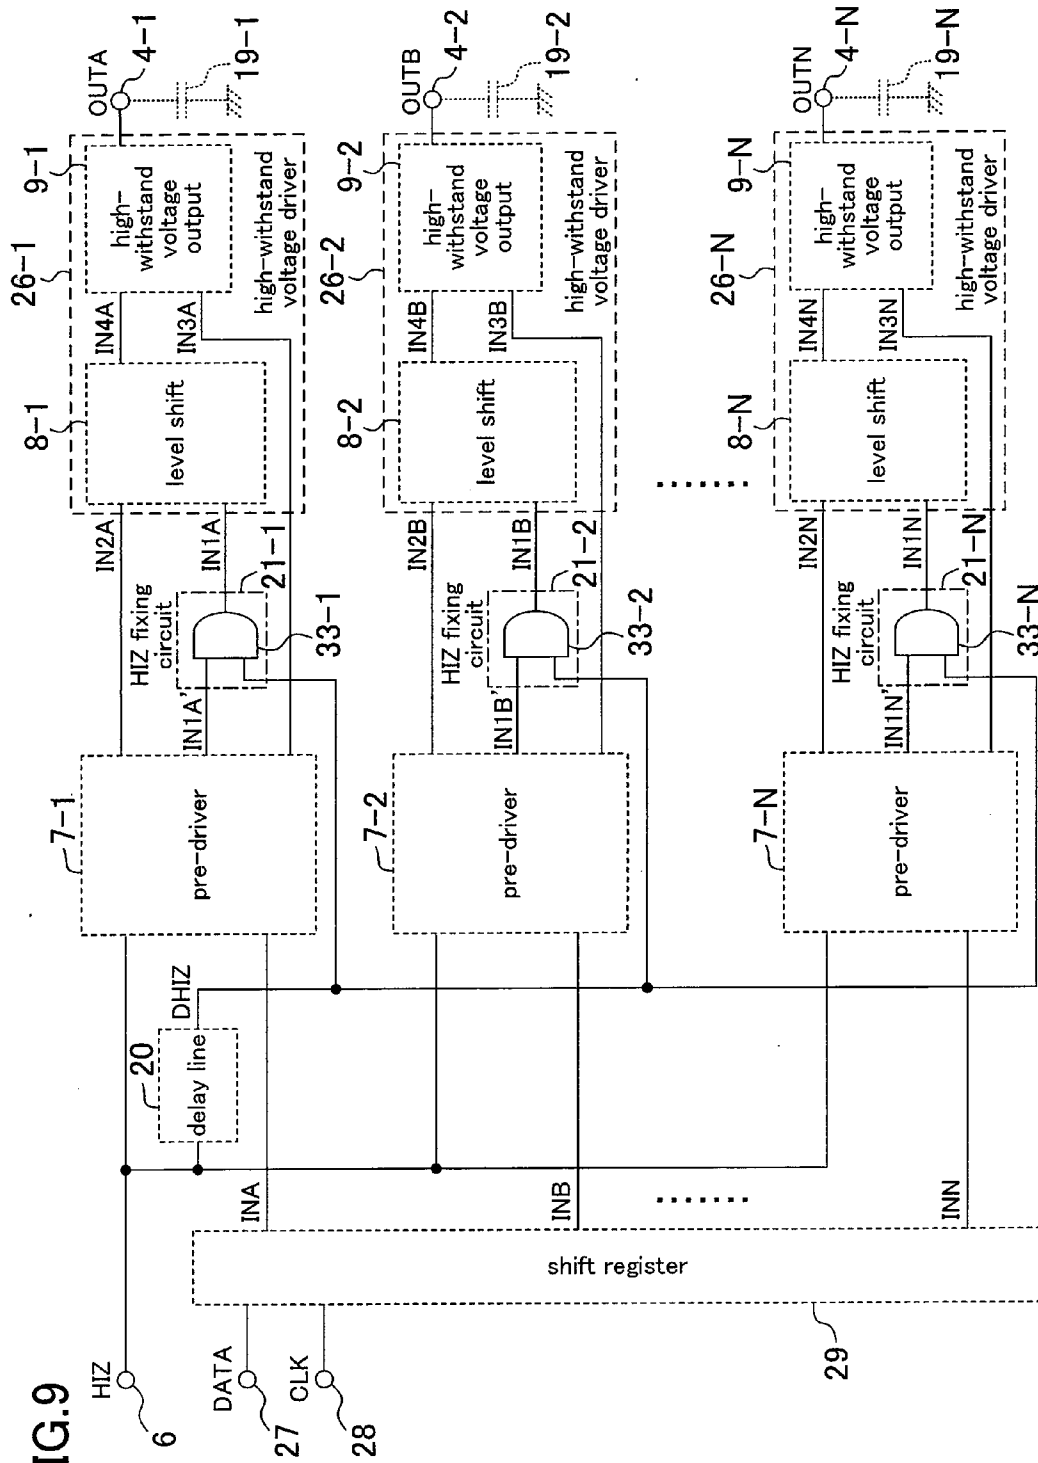 IG.9
HIZ
6
DATA
27
CLK
28
shift register
29
INA
INB
INN
20
delay line
DHIZ
7-1
pre-driver
7-2
pre-driver
7-N
pre-driver
IN2A
HIZ fixing
circuit
IN1A'
21-1
33-1
IN1A
IN2B
HIZ fixing
circuit
IN1B'
21-2
33-2
IN1B
IN2N
HIZ fixing
circuit
IN1N'
21-N
33-N
IN1N
26-1
8-1
level shift
IN4A
IN3A
9-1
high-
withstand
voltage
output
high-withstand
voltage driver
OUTA
4-1
19-1
26-2
8-2
level shift
IN4B
IN3B
9-2
high-
withstand
voltage
output
high-withstand
voltage driver
OUTB
4-2
19-2
26-N
8-N
level shift
IN4N
IN3N
9-N
high-
withstand
voltage
output
high-withstand
voltage driver
OUTN
4-N
19-N